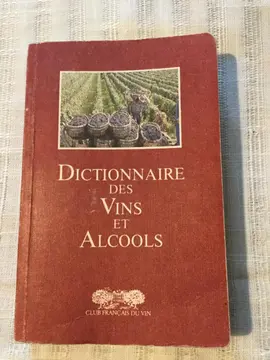 DICTIONNAIRE
DES
VINS
ET
ALCOOLS
CLUB FRANÇAIS DU VIN